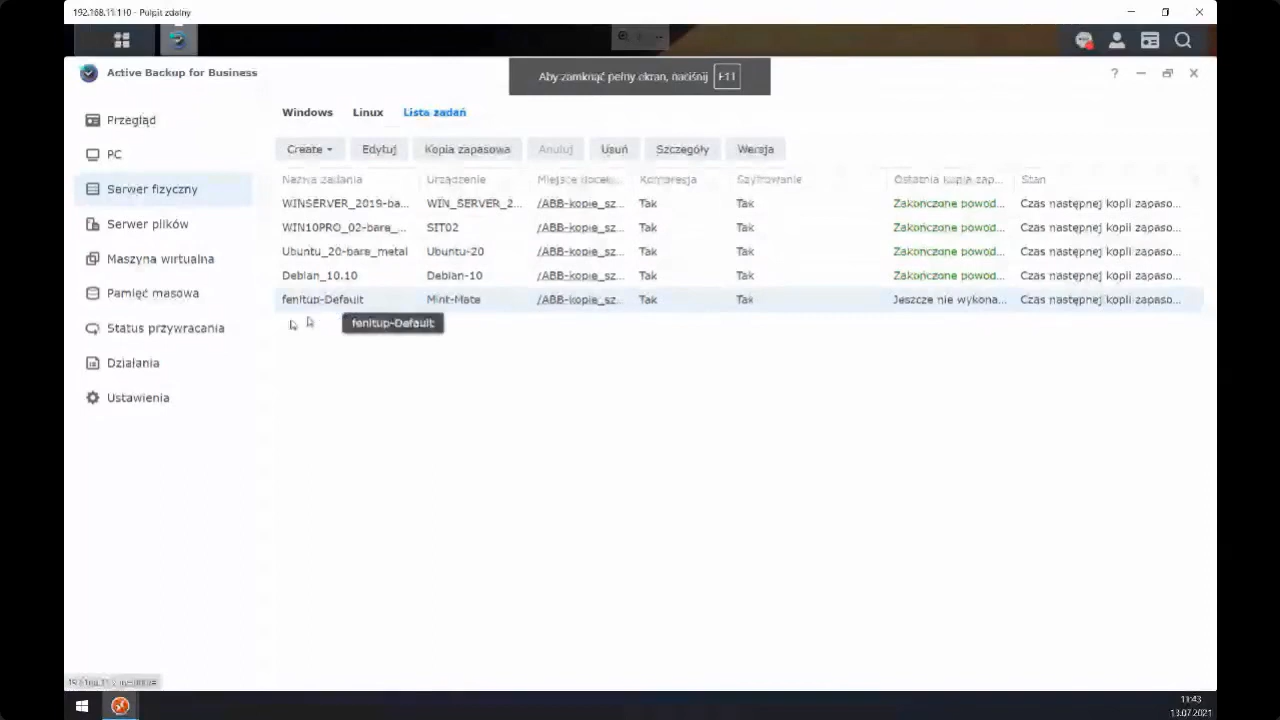 192.168.11.110 - Pulpit zdalny
Active Backup for Business
Aby zamknąć pełny ekran, naciśnij F11
Przegląd
PC
Serwer fizyczny
Serwer plików
Maszyna wirtualna
Pamięć masowa
Status przywracania
Działania
Ustawienia
Windows Linux Lista zadań
Create Edytuj Kopia zapasowa Anuluj Usuń Szczegóły Wersja
Nazwa zadania Urządzenie Miejsce docel... Kompresja Szyfrowanie Ostatnia kopia zap... Stan
WINSERVER_2019-ba... WIN_SERVER_2... /ABB-kopie_sz... Tak Tak Zakończone powod... Czas następnej kopii zapaso...
WIN10PRO_02-bare_... SIT02 /ABB-kopie_sz... Tak Tak Zakończone powod... Czas następnej kopii zapaso...
Ubuntu_20-bare_metal Ubuntu-20 /ABB-kopie_sz... Tak Tak Zakończone powod... Czas następnej kopii zapaso...
Debian_10.10 Debian-10 /ABB-kopie_sz... Tak Tak Zakończone powod... Czas następnej kopii zapaso...
fenitup-Default Mint-Mate /ABB-kopie_sz... Tak Tak Jeszcze nie wykona... Czas następnej kopii zapaso...
fenitup-Default
11:43
13.07.2021